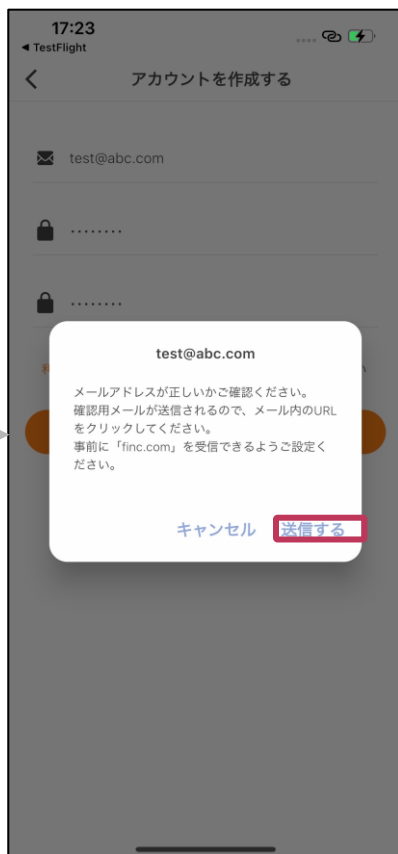 17:23
◀ TestFlight
アカウントを作成する
test@abc.com
........
........
test@abc.com
メールアドレスが正しいかご確認ください。
確認用メールが送信されるので、メール内のURL
をクリックしてください。
事前に「finc.com」を受信できるようご設定く
ださい。
キャンセル 送信する